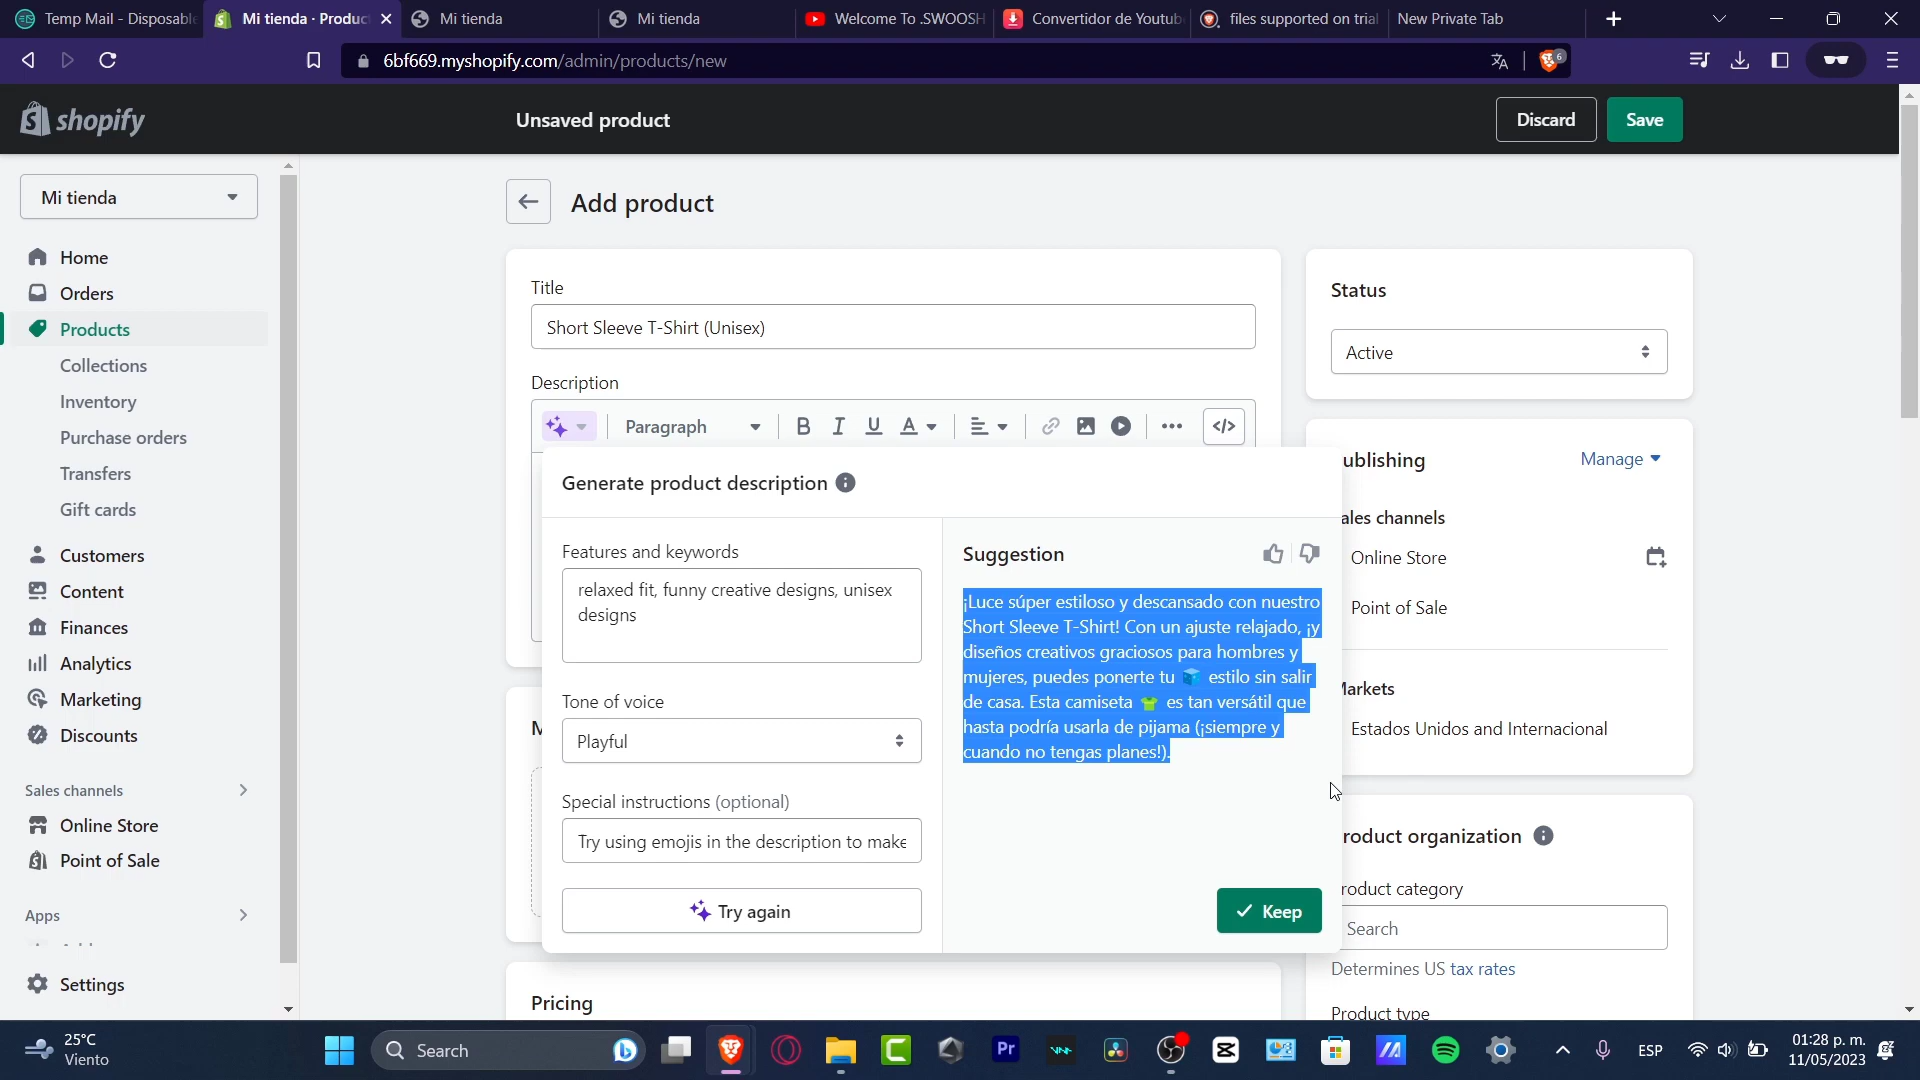 Temp Mail - Disposable
Mi tienda · Produc
Mi tienda
Mi tienda
Welcome To .SWOOSH
Convertidor de Youtub
files supported on trial
New Private Tab
6bf669.myshopify.com/admin/products/new
6
shopify
Unsaved product
Discard
Save
Mi tienda
Home
Orders
Products
Collections
Inventory
Purchase orders
Transfers
Gift cards
Customers
Content
Finances
Analytics
Marketing
Discounts
Sales channels
Online Store
Point of Sale
Apps
Settings
Add product
Title
Short Sleeve T-Shirt (Unisex)
Description
Paragraph
B I U A
</>
Generate product description
Features and keywords
relaxed fit, funny creative designs, unisex
designs
Tone of voice
Playful
Special instructions (optional)
Try using emojis in the description to make
Try again
Suggestion
¡Luce súper estiloso y descansado con nuestro
Short Sleeve T-Shirt! Con un ajuste relajado, ¡y
diseños creativos graciosos para hombres y
mujeres, puedes ponerte tu 🧊 estilo sin salir
de casa. Esta camiseta 👕 es tan versátil que
hasta podría usarla de pijama (¡siempre y
cuando no tengas planes!).
Keep
Pricing
Status
Active
ublishing
Manage
ales channels
Online Store
Point of Sale
arkets
Estados Unidos and Internacional
roduct organization
roduct category
Search
Determines US tax rates
Product type
25°C
Viento
Search
Pr
ESP
01:28 p. m.
11/05/2023